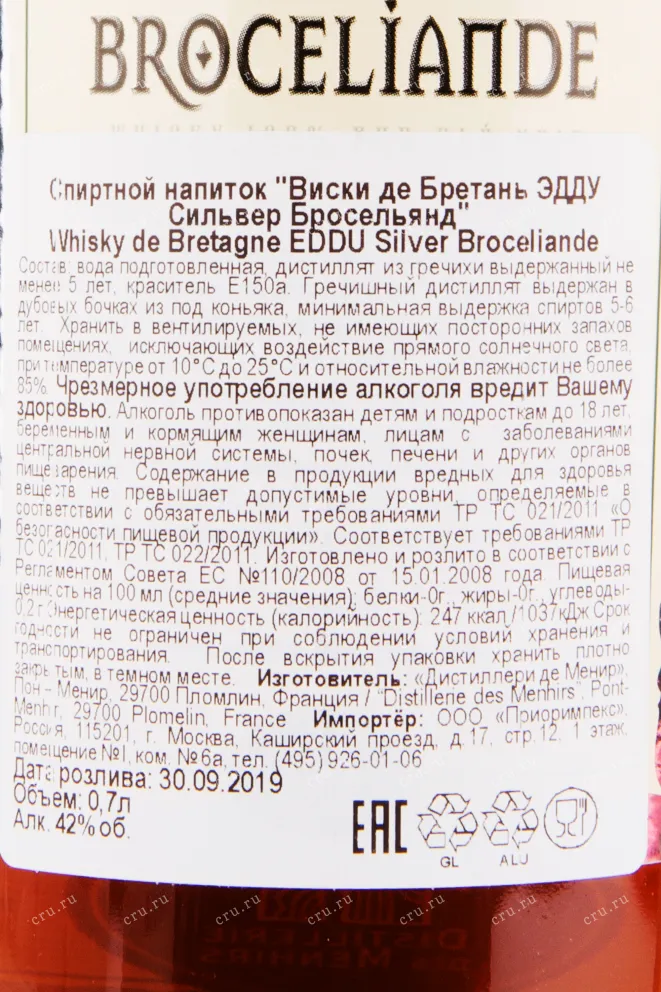 BROCELIANDE
Спиртной напиток "Виски де Бретань ЭДДУ
Сильвер Бросельянд"
Whisky de Bretagne EDDU Silver Broceliande
Состав: вода подготовленная, дистиллят из гречихи выдержанный не
менее 5 лет, краситель Е150а. Гречишный дистиллят выдержан в
дубовых бочках из под коньяка, минимальная выдержка спиртов 5-6
лет. Хранить в вентилируемых, не имеющих посторонних запахов
помещениях, исключающих воздействие прямого солнечного света,
при температуре от 10°С до 25°С и относительной влажности не более
85%. Чрезмерное употребление алкоголя вредит Вашему
здоровью. Алкоголь противопоказан детям и подросткам до 18 лет,
беременным и кормящим женщинам, лицам с заболеваниями
центральной нервной системы, почек, печени и других органов
пищеварения. Содержание в продукции вредных для здоровья
веществ не превышает допустимые уровни, определяемые в
соответствии с обязательными требованиями ТР ТС 021/2011 «О
безопасности пищевой продукции». Соответствует требованиями ТР
ТС 021/2011, ТР ТС 022/2011. Изготовлено и розлито в соответствии с
Регламентом Совета ЕС №110/2008 от 15.01.2008 года. Пищевая
ценность на 100 мл (средние значения): белки-0г., жиры-0г., углеводы-
0,2 г. Энергетическая ценность (калорийность): 247 ккал./1037кДж Срок
годности не ограничен при соблюдении условий хранения и
транспортирования. После вскрытия упаковки хранить плотно
закрытым, в темном месте. Изготовитель: «Дистиллери де Менир»,
Пон - Менир, 29700 Пломлин, Франция / "Distillerie des Menhirs", Pont-
Menhir, 29700 Plomelin, France Импортёр: ООО «Приоримпекс»,
Россия, 115201, г. Москва, Каширский проезд, д.17, стр.12, 1 этаж,
помещение №I, ком. №6а, тел. (495) 926-01-06
Дата розлива: 30.09.2019
Объем: 0,7л
Алк. 42% об.
EAC
GL
ALU
cru.ru
DISTILLERIE
DES MENHIRS